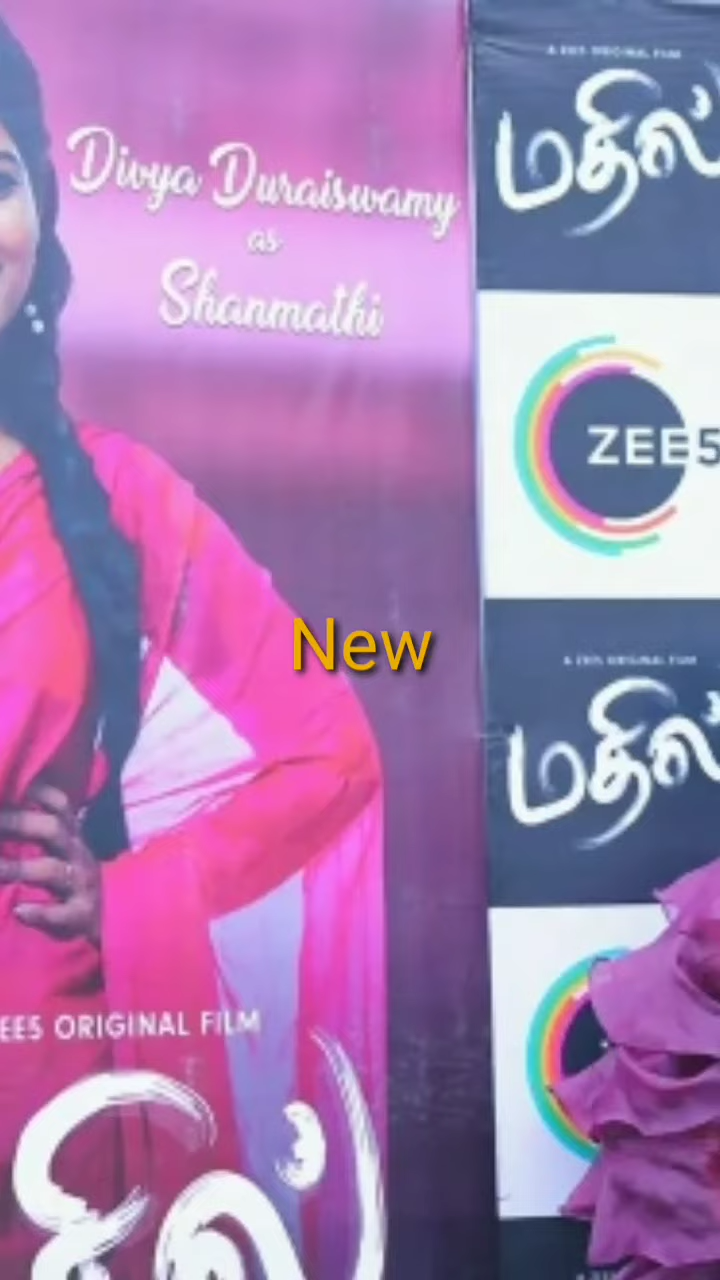 Divya Duraiswamy
as
Shanmathi
A ZEE5 ORIGINAL FILM
மதில்
ZEE5
New
A ZEE5 ORIGINAL FILM
மதில்
EE5 ORIGINAL FILM
தில்